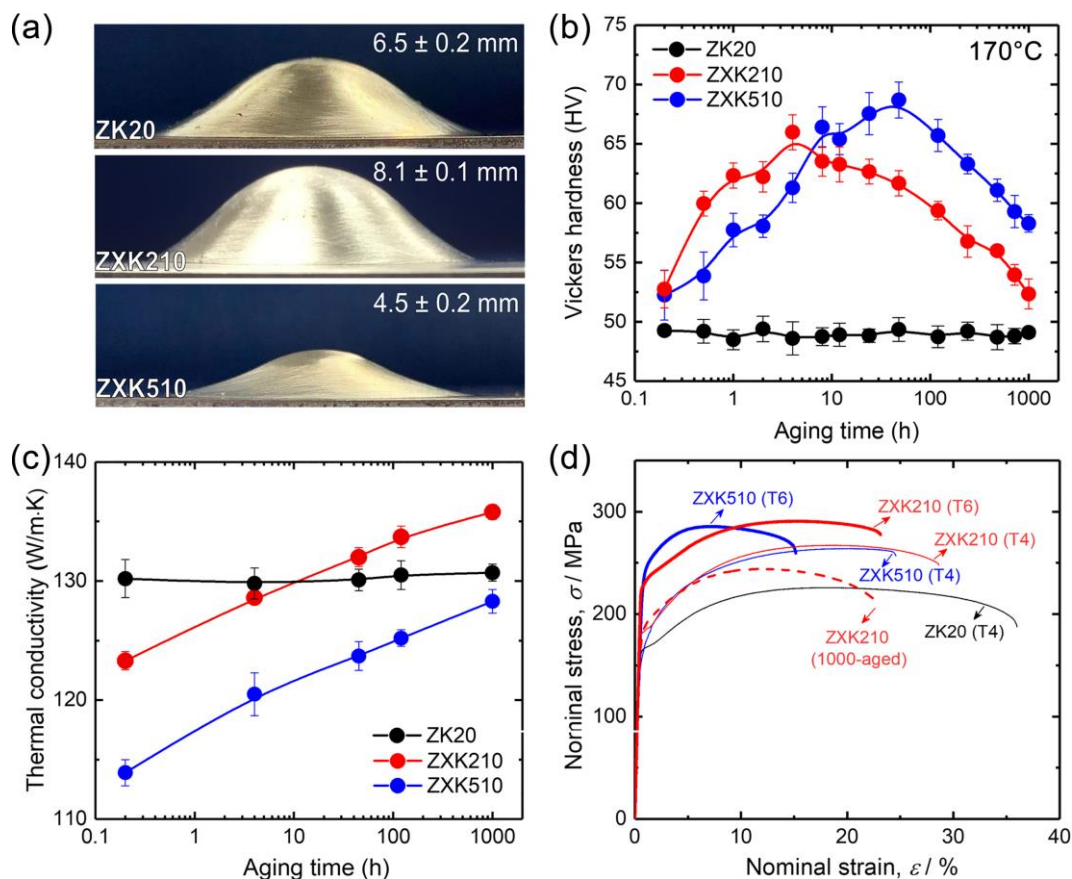 (a)
6.5 ± 0.2 mm
ZK20
8.1 ± 0.1 mm
ZXK210
4.5 ± 0.2 mm
ZXK510
(b)
75
70
65
60
55
50
45
Vickers hardness (HV)
ZK20
ZXK210
ZXK510
170°C
1
10
100
1000
Aging time (h)
(c)
140
130
120
110
Thermal conductivity (W/m·K)
ZK20
ZXK210
ZXK510
0.1
1
10
100
1000
Aging time (h)
(d)
300
200
100
0
Norninal stress, σ / MPa
ZXK510 (T6)
ZXK210 (T6)
ZXK210 (T4)
ZXK510 (T4)
ZXK210
(1000-aged)
ZK20 (T4)
0
10
20
30
40
Nominal strain, ε / %